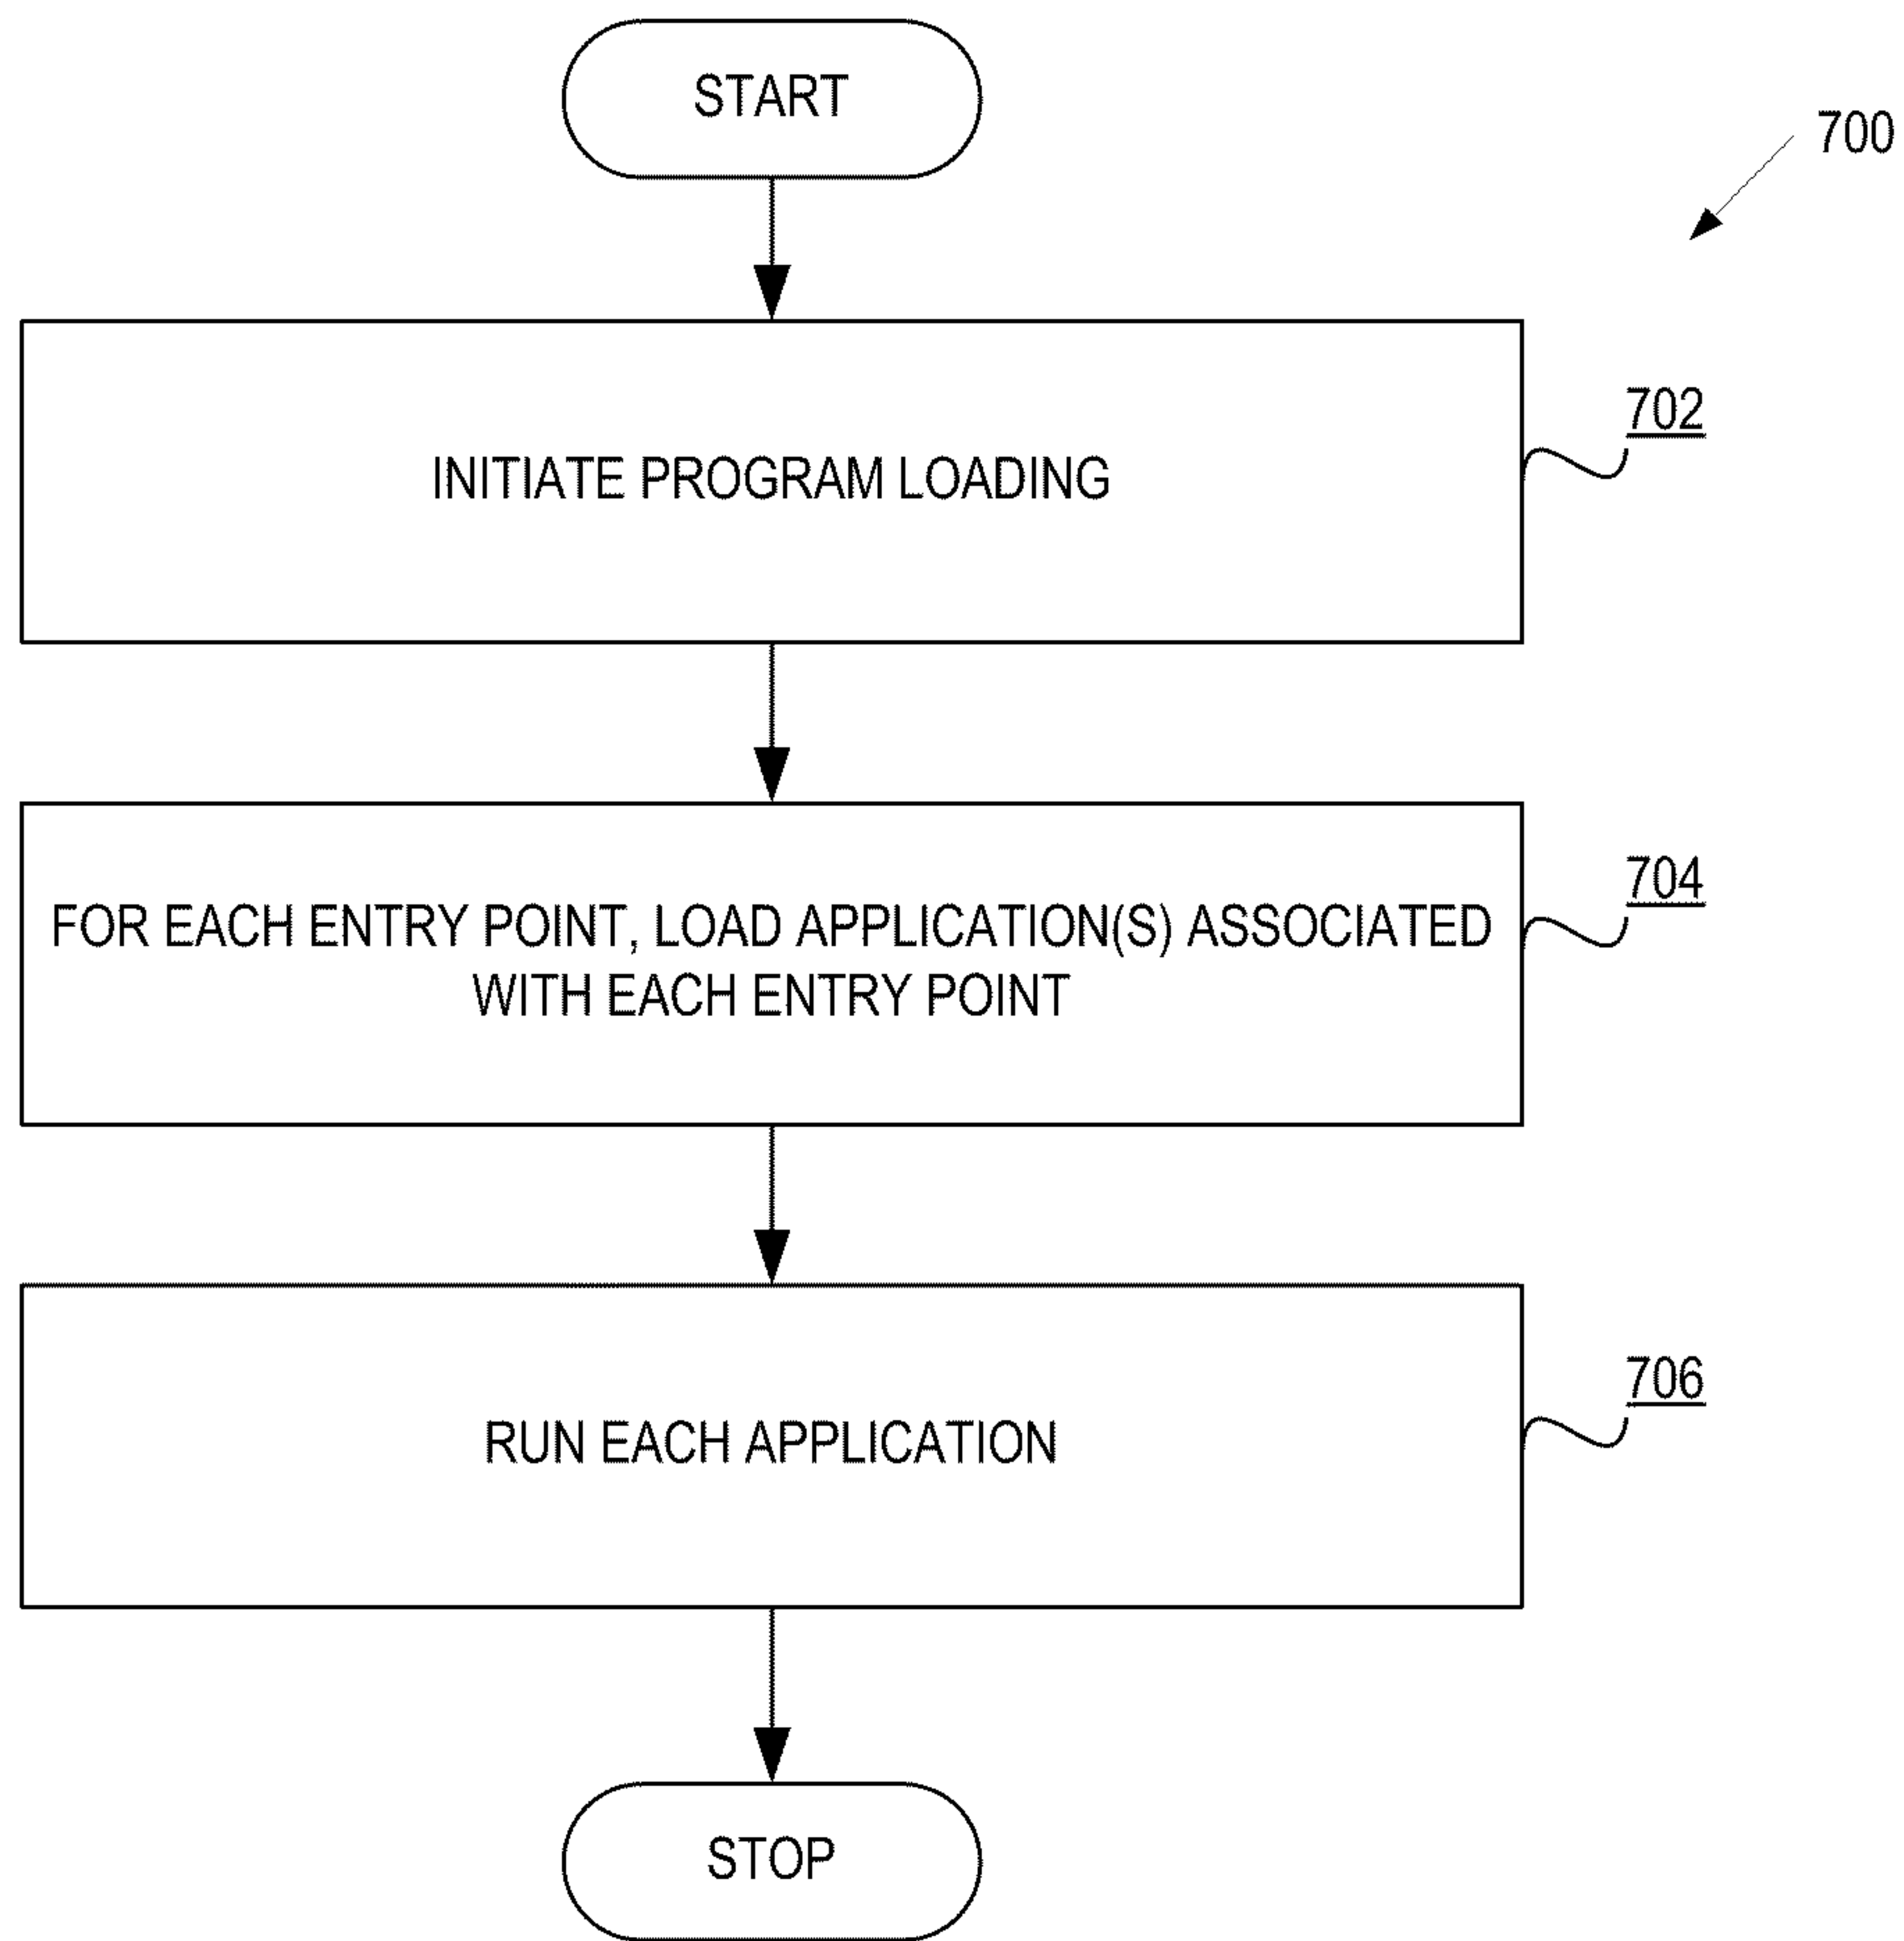 START
700
INITIATE PROGRAM LOADING
702
FOR EACH ENTRY POINT, LOAD APPLICATION(S) ASSOCIATED
WITH EACH ENTRY POINT
704
RUN EACH APPLICATION
706
STOP